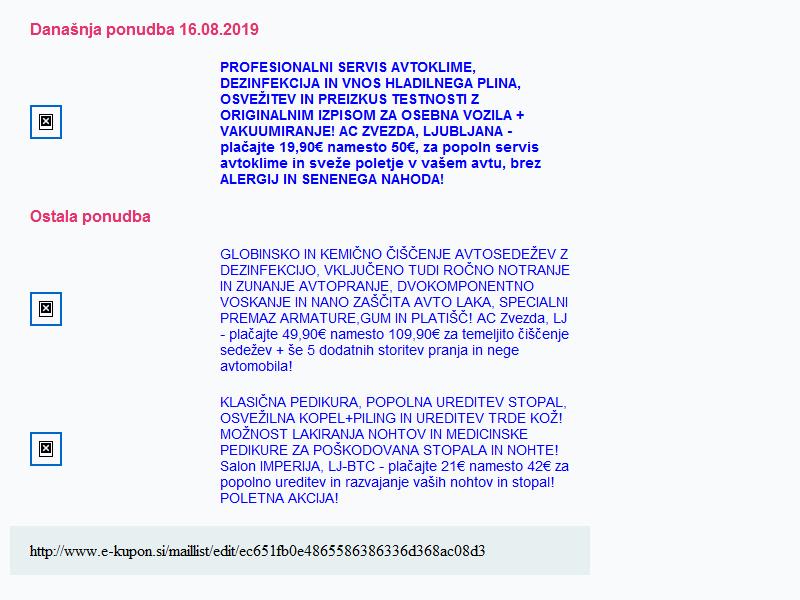 Današnja ponudba 16.08.2019
PROFESIONALNI SERVIS AVTOKLIME,
DEZINFEKCIJA IN VNOS HLADILNEGA PLINA,
OSVEŽITEV IN PREIZKUS TESTNOSTI Z
ORIGINALNIM IZPISOM ZA OSEBNA VOZILA +
VAKUUMIRANJE! AC ZVEZDA, LJUBLJANA -
plačajte 19,90€ namesto 50€, za popoln servis
avtoklime in sveže poletje v vašem avtu, brez
ALERGIJ IN SENENEGA NAHODA!
Ostala ponudba
GLOBINSKO IN KEMIČNO ČIŠČENJE AVTOSEDEŽEV Z
DEZINFEKCIJO, VKLJUČENO TUDI ROČNO NOTRANJE
IN ZUNANJE AVTOPRANJE, DVOKOMPONENTNO
VOSKANJE IN NANO ZAŠČITA AVTO LAKA, SPECIALNI
PREMAZ ARMATURE,GUM IN PLATIŠČ! AC Zvezda, LJ
- plačajte 49,90€ namesto 109,90€ za temeljito čiščenje
sedežev + še 5 dodatnih storitev pranja in nege
avtomobila!
KLASIČNA PEDIKURA, POPOLNA UREDITEV STOPAL,
OSVEŽILNA KOPEL+PILING IN UREDITEV TRDE KOŽ!
MOŽNOST LAKIRANJA NOHTOV IN MEDICINSKE
PEDIKURE ZA POŠKODOVANA STOPALA IN NOHTE!
Salon IMPERIJA, LJ-BTC - plačajte 21€ namesto 42€ za
popolno ureditev in razvajanje vaših nohtov in stopal!
POLETNA AKCIJA!
http://www.e-kupon.si/maillist/edit/ec651fb0e4865586386336d368ac08d3